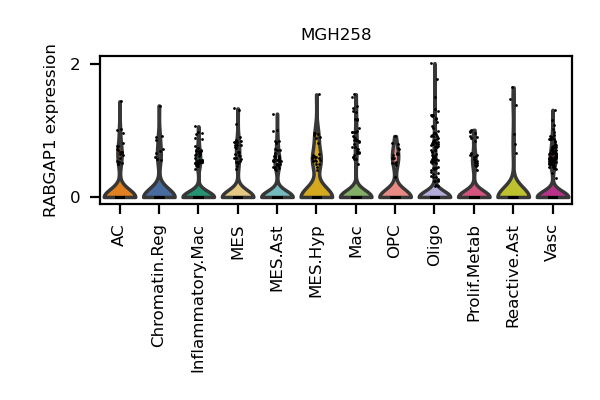 MGH258
RABGAP1 expression
2
0
AC
Chromatin.Reg
Inflammatory.Mac
MES
MES.Ast
MES.Hyp
Mac
OPC
Oligo
Prolif.Metab
Reactive.Ast
Vasc